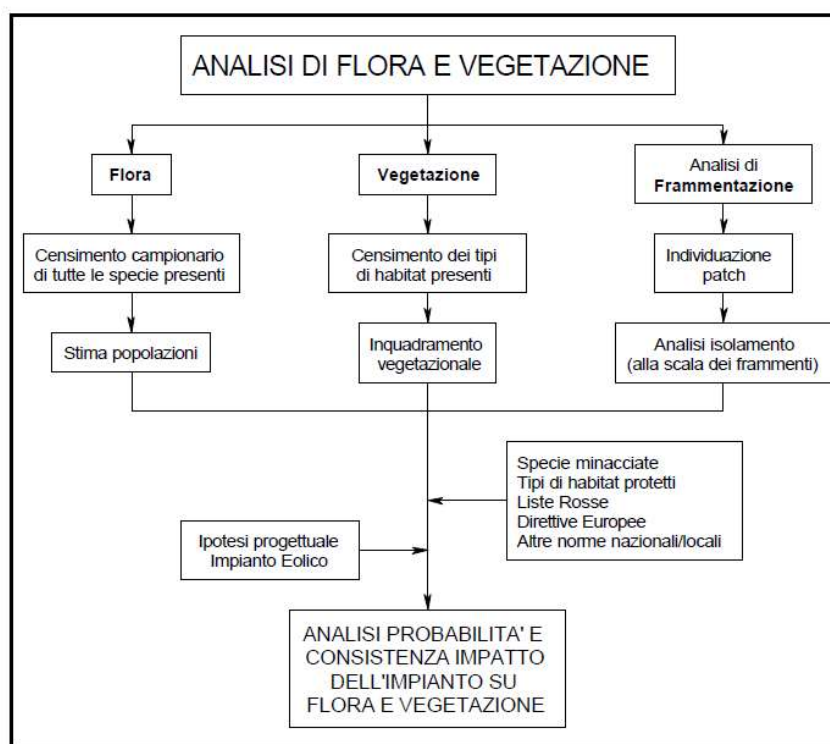 ANALISI DI FLORA E VEGETAZIONE
Flora
Vegetazione
Analisi di
Frammentazione
Censimento campionario
di tutte le specie presenti
Censimento dei tipi
di habitat presenti
Individuazione
patch
Stima popolazioni
Inquadramento
vegetazionale
Analisi isolamento
(alla scala dei frammenti)
Specie minacciate
Tipi di habitat protetti
Liste Rosse
Direttive Europee
Altre norme nazionali/locali
Ipotesi progettuale
Impianto Eolico
ANALISI PROBABILITA' E
CONSISTENZA IMPATTO
DELL'IMPIANTO SU
FLORA E VEGETAZIONE